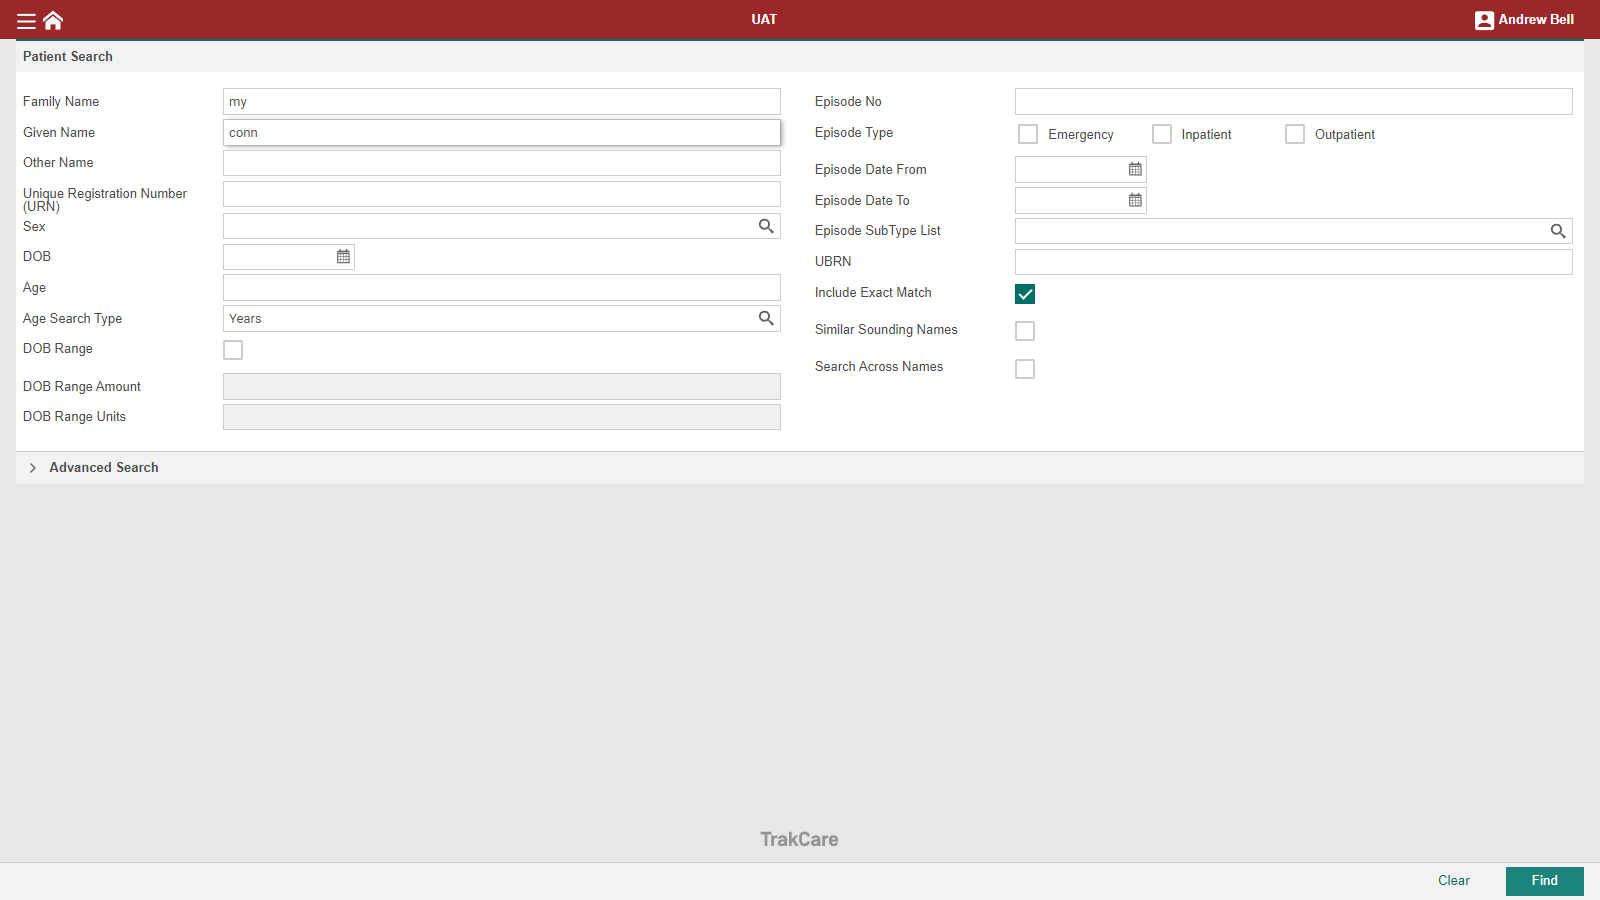 UAT
Andrew Bell
Patient Search
Family Name
my
Given Name
conn
Other Name
Unique Registration Number
(URN)
Sex
DOB
Age
Age Search Type
Years
DOB Range
DOB Range Amount
DOB Range Units
Episode No
Episode Type
Emergency
Inpatient
Outpatient
Episode Date From
Episode Date To
Episode SubType List
UBRN
Include Exact Match
Similar Sounding Names
Search Across Names
Advanced Search
TrakCare
Clear
Find